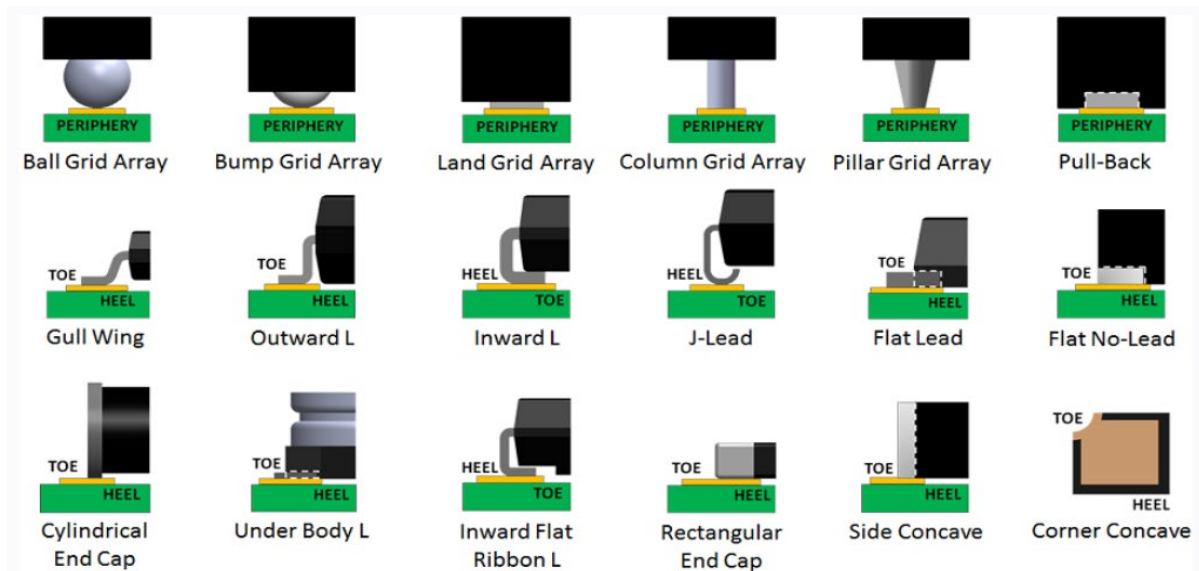 PERIPHERY PERIPHERY PERIPHERY PERIPHERY PERIPHERY PERIPHERY
Ball Grid Array Bump Grid Array Land Grid Array Column Grid Array Pillar Grid Array Pull-Back
TOE TOE HEEL HEEL TOE TOE
HEEL HEEL TOE TOE HEEL HEEL
Gull Wing Outward L Inward L J-Lead Flat Lead Flat No-Lead
TOE TOE HEEL TOE TOE TOE
HEEL HEEL TOE HEEL HEEL HEEL
Cylindrical Under Body L Inward Flat Rectangular Side Concave Corner Concave
End Cap Ribbon L End Cap